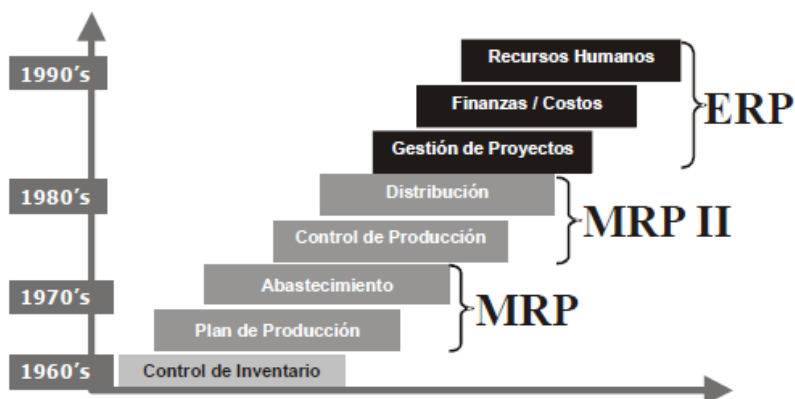 Recursos Humanos
1990's
Finanzas / Costos
ERP
Gestión de Proyectos
1980's
Distribución
MRP II
Control de Producción
Abastecimiento
1970's
MRP
Plan de Producción
1960's
Control de Inventario